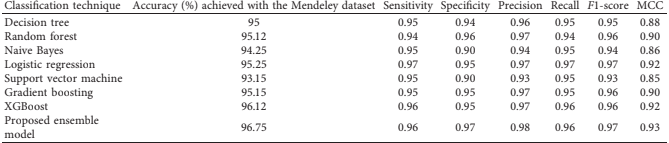 Classification technique Accuracy (%) achieved with the Mendeley dataset Sensitivity Specificity Precision Recall F1-score MCC
Decision tree 95 0.95 0.94 0.96 0.95 0.95 0.88
Random forest 95.12 0.94 0.96 0.97 0.94 0.96 0.90
Naive Bayes 94.25 0.95 0.90 0.94 0.95 0.94 0.86
Logistic regression 95.25 0.97 0.95 0.97 0.97 0.97 0.92
Support vector machine 93.15 0.95 0.90 0.93 0.95 0.93 0.85
Gradient boosting 95.15 0.95 0.95 0.97 0.95 0.96 0.90
XGBoost 96.12 0.96 0.95 0.97 0.96 0.96 0.92
Proposed ensemble
model 96.75 0.96 0.97 0.98 0.96 0.97 0.93